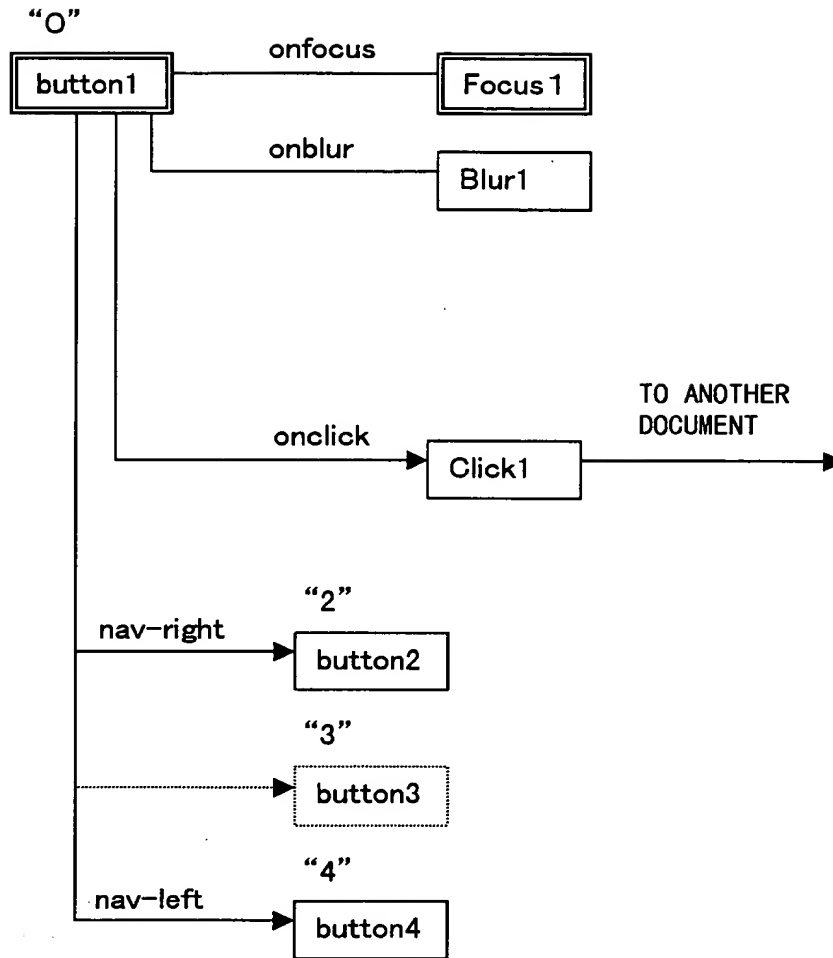 “0”
button1
onfocus
Focus1
onblur
Blur1
TO ANOTHER
DOCUMENT
onclick
Click1
“2”
nav-right
button2
“3”
button3
“4”
nav-left
button4